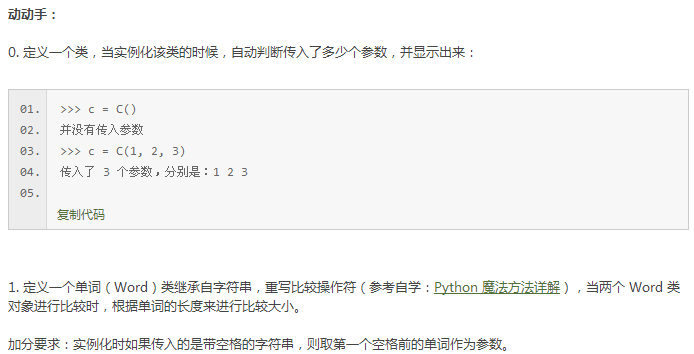 动动手：
0. 定义一个类，当实例化该类的时候，自动判断传入了多少个参数，并显示出来：
01. >>> c = C()
02. 并没有传入参数
03. >>> c = C(1, 2, 3)
04. 传入了 3 个参数，分别是：1 2 3
05.
复制代码
1. 定义一个单词（Word）类继承自字符串，重写比较操作符（参考自学：Python 魔法方法详解），当两个 Word 类
对象进行比较时，根据单词的长度来进行比较大小。
加分要求：实例化时如果传入的是带空格的字符串，则取第一个空格前的单词作为参数。